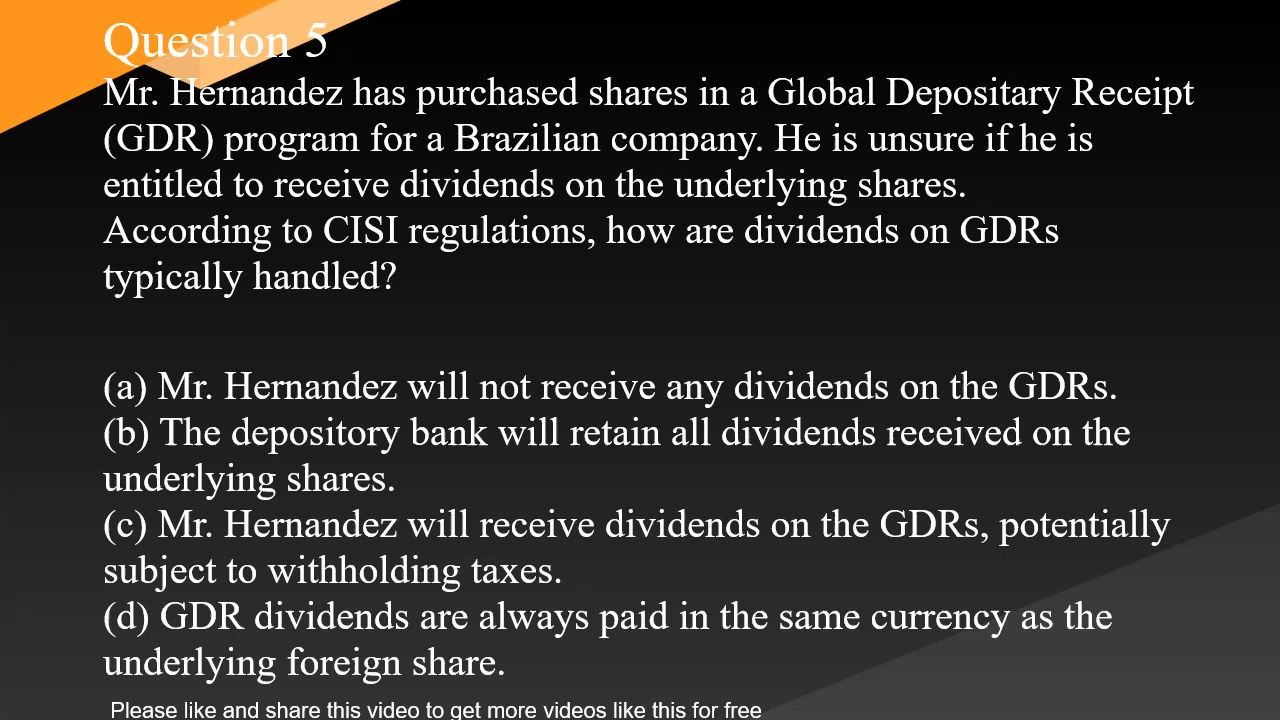 Question 5
Mr. Hernandez has purchased shares in a Global Depositary Receipt
(GDR) program for a Brazilian company. He is unsure if he is
entitled to receive dividends on the underlying shares.
According to CISI regulations, how are dividends on GDRs
typically handled?
(a) Mr. Hernandez will not receive any dividends on the GDRs.
(b) The depository bank will retain all dividends received on the
underlying shares.
(c) Mr. Hernandez will receive dividends on the GDRs, potentially
subject to withholding taxes.
(d) GDR dividends are always paid in the same currency as the
underlying foreign share.
Please like and share this video to get more videos like this for free